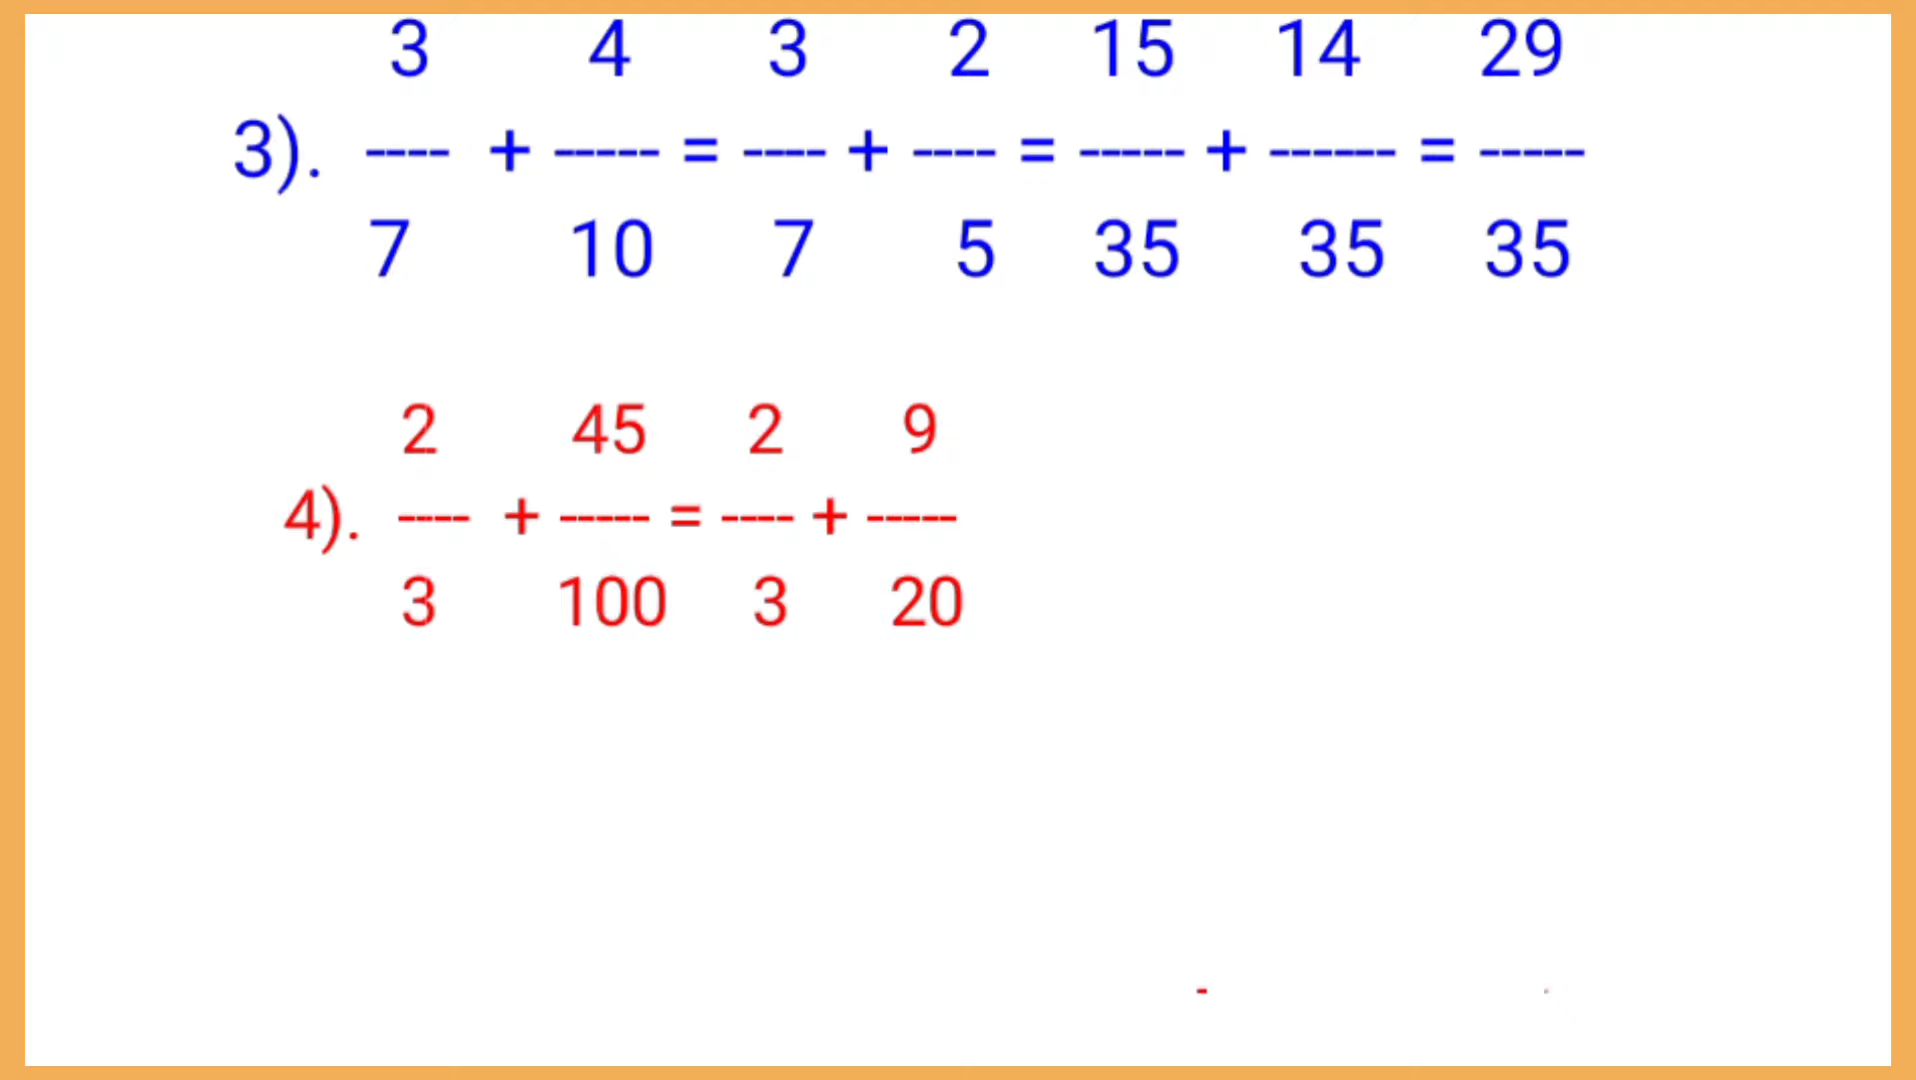 3 4 3 2 15 14 29
3). ---- + ----- = ---- + ---- = ----- + ------ = -----
7 10 7 5 35 35 35
2 45 2 9
4). ---- + ----- = ---- + -----
3 100 3 20
-